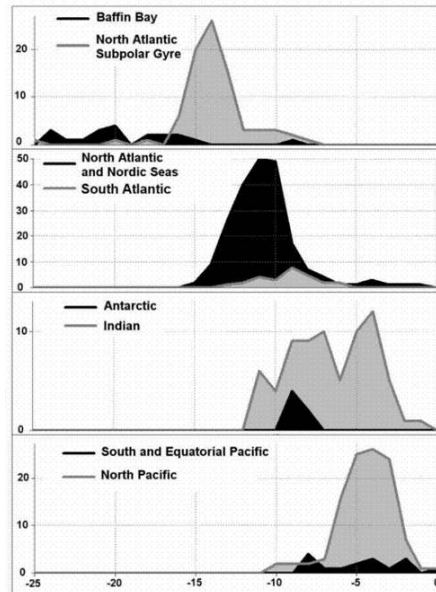 Baffin Bay
North Atlantic
Subpolar Gyre
20
10
0
North Atlantic
and Nordic Seas
South Atlantic
50
40
30
20
10
0
Antarctic
Indian
10
0
South and Equatorial Pacific
North Pacific
20
10
0
-25
-20
-15
-10
-5
0